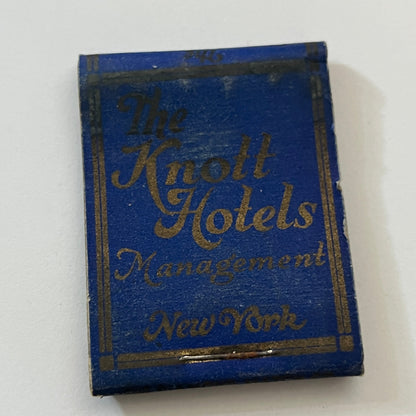 The
Knott
Hotels
Management
New York